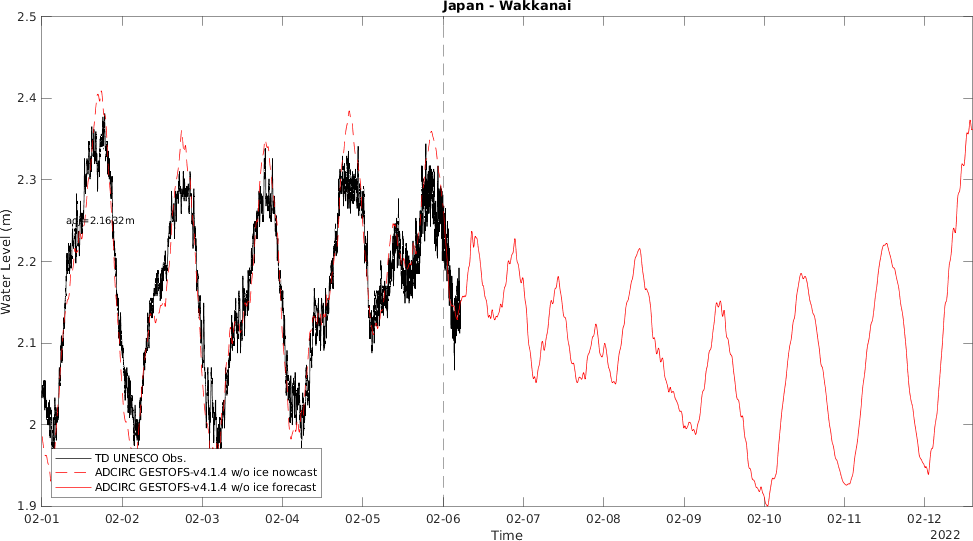 Japan - Wakkanai
Water Level (m)
2.5
2.4
2.3
2.2
2.1
2
1.9
TD UNESCO Obs.
ADCIRC GESTOFS-v4.1.4 w/o ice nowcast
ADCIRC GESTOFS-v4.1.4 w/o ice forecast
02-01 02-02 02-03 02-04 02-05 02-06 02-07 02-08 02-09 02-10 02-11 02-12
Time
2022